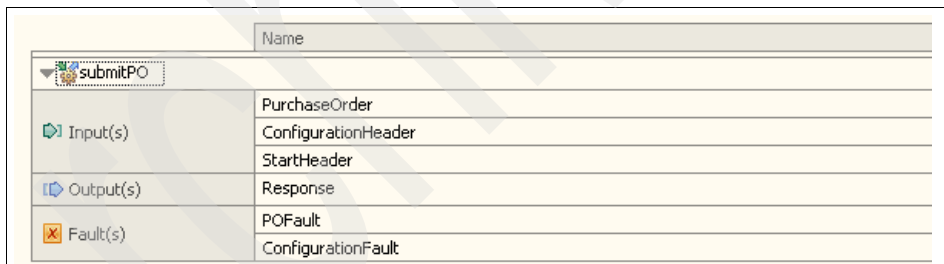 Name
submitPO
Input(s)
PurchaseOrder
ConfigurationHeader
StartHeader
Output(s)
Response
Fault(s)
POFault
ConfigurationFault